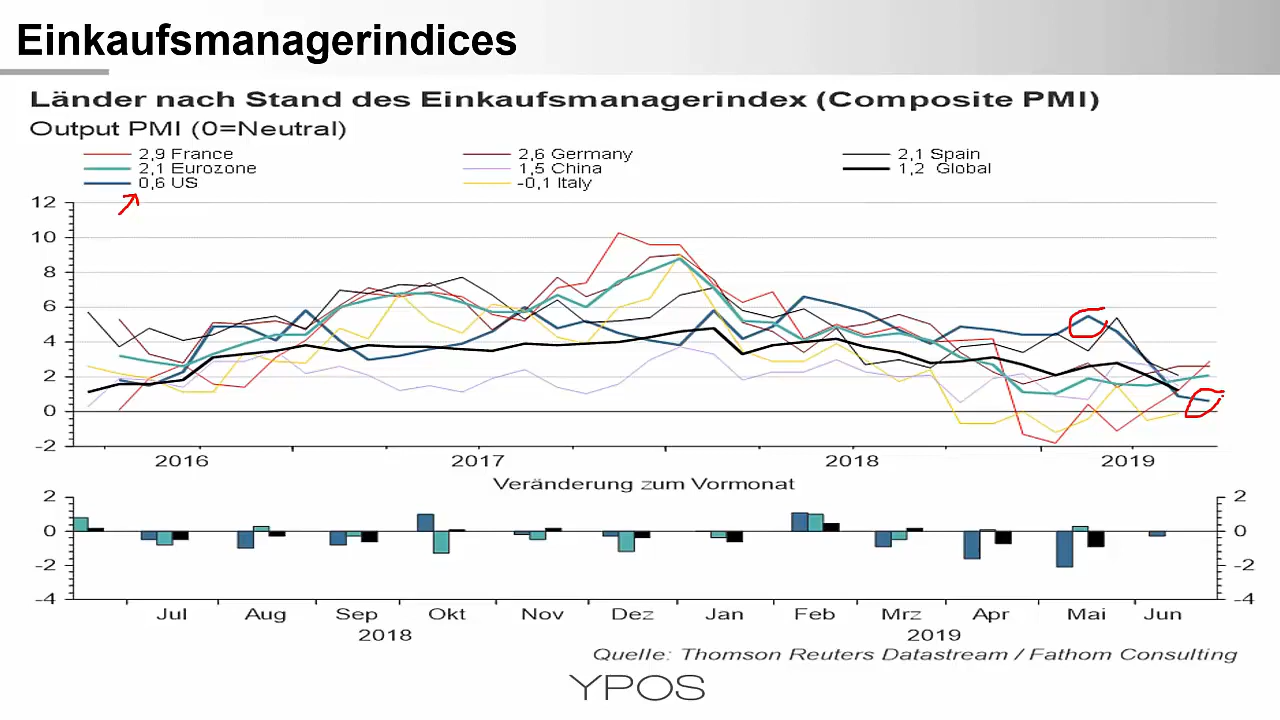 Einkaufsmanagerindices
Länder nach Stand des Einkaufsmanagerindex (Composite PMI)
Output PMI (0=Neutral)
2,9 France 2,6 Germany 2,1 Spain
2,1 Eurozone 1,5 China 1,2 Global
0,6 US -0,1 Italy
12
10
8
6
4
2
0
-2
2016 2017 2018 2019
Veränderung zum Vormonat
2 2
0 0
-2 -2
-4 -4
Jul Aug Sep Okt Nov Dez Jan Feb Mrz Apr Mai Jun
2018 2019
Quelle: Thomson Reuters Datastream / Fathom Consulting
YPOS